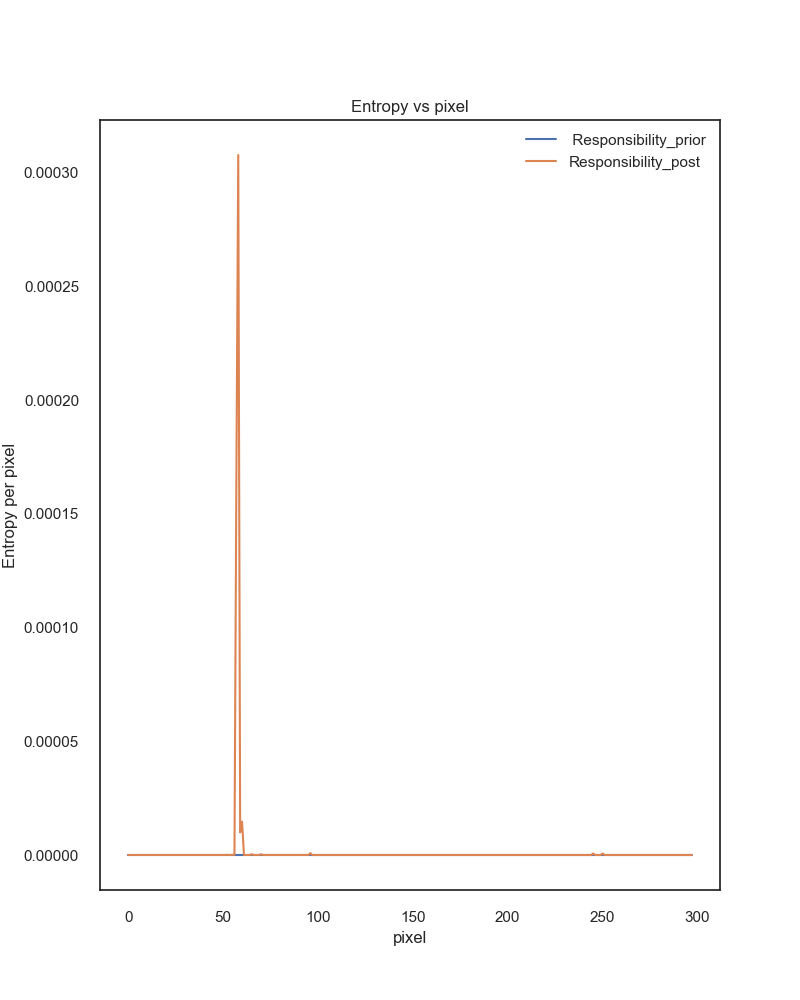 Entropy vs pixel
Responsibility_prior
Responsibility_post
0.00030
0.00025
0.00020
0.00015
0.00010
0.00005
0.00000
Entropy per pixel
0 50 100 150 200 250 300
pixel